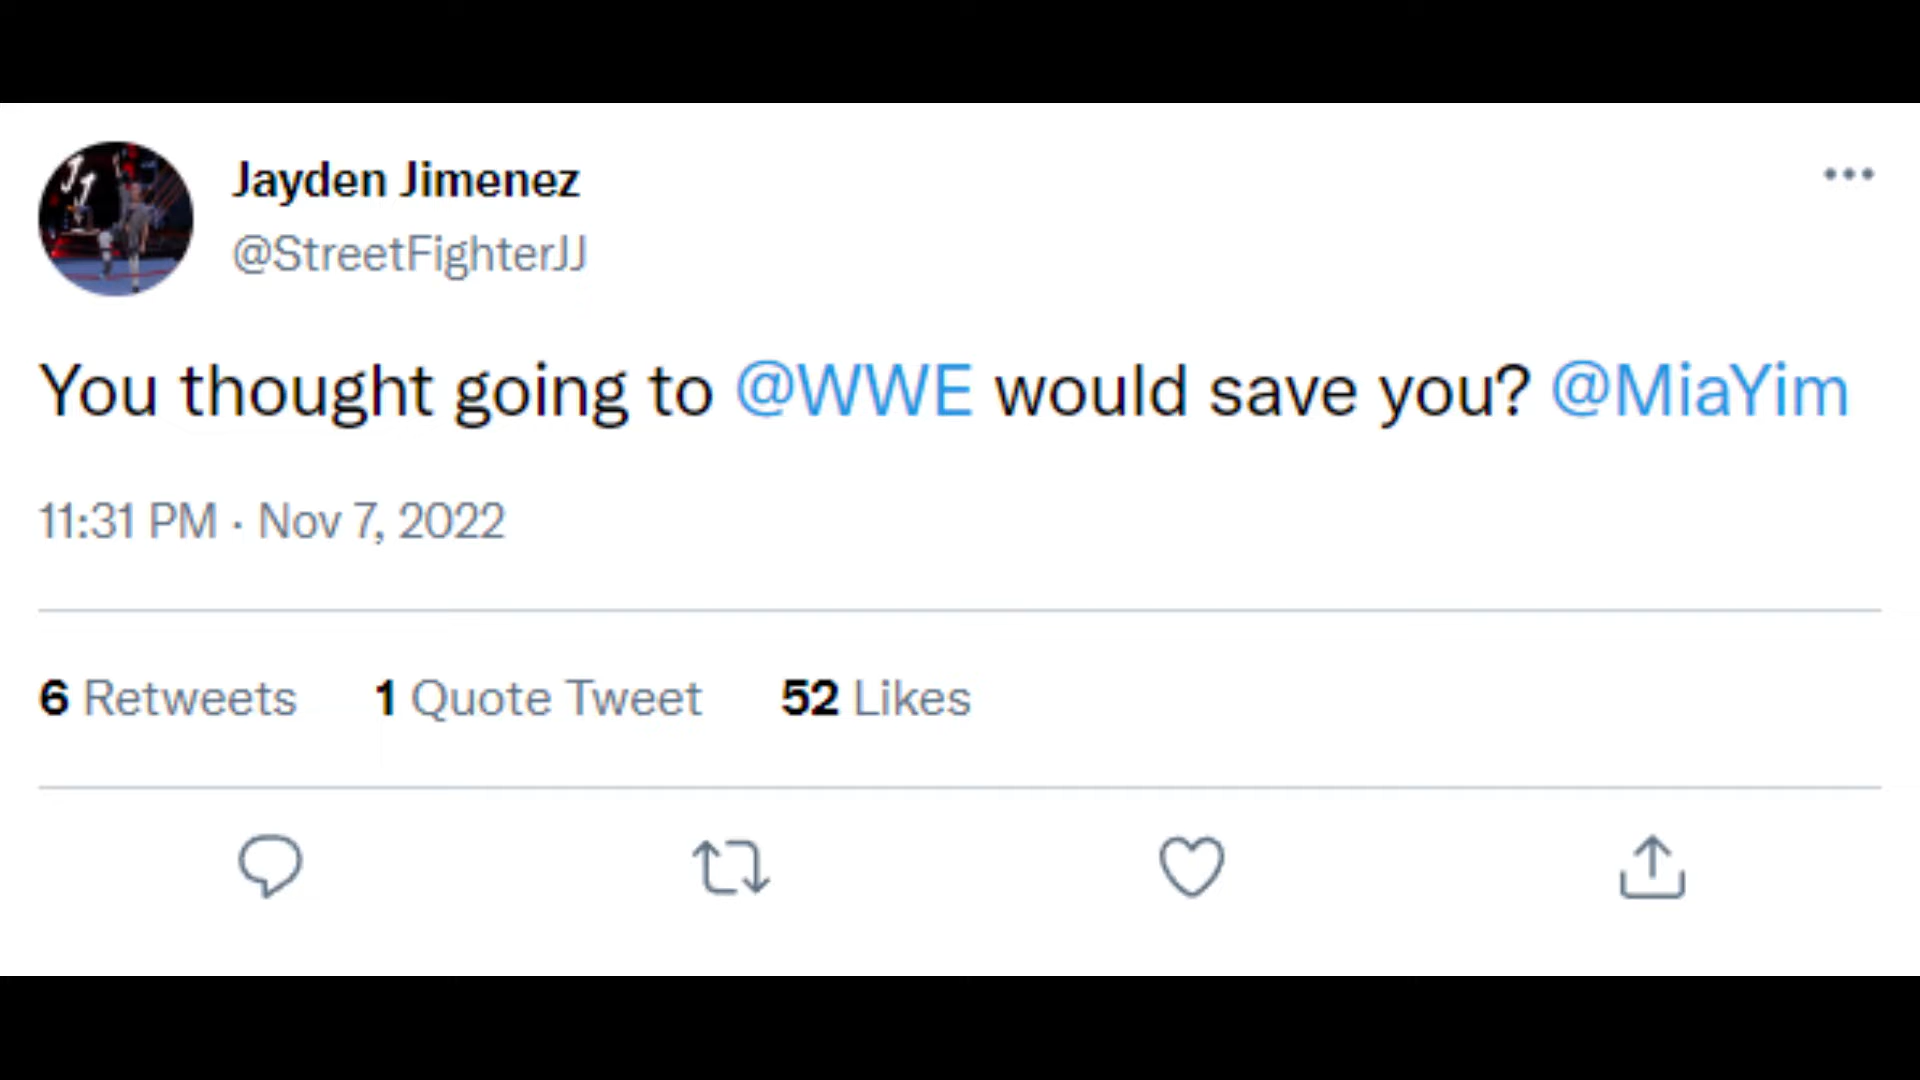 Jayden Jimenez
@StreetFighterJJ
You thought going to @WWE would save you? @MiaYim
11:31 PM · Nov 7, 2022
6 Retweets 1 Quote Tweet 52 Likes